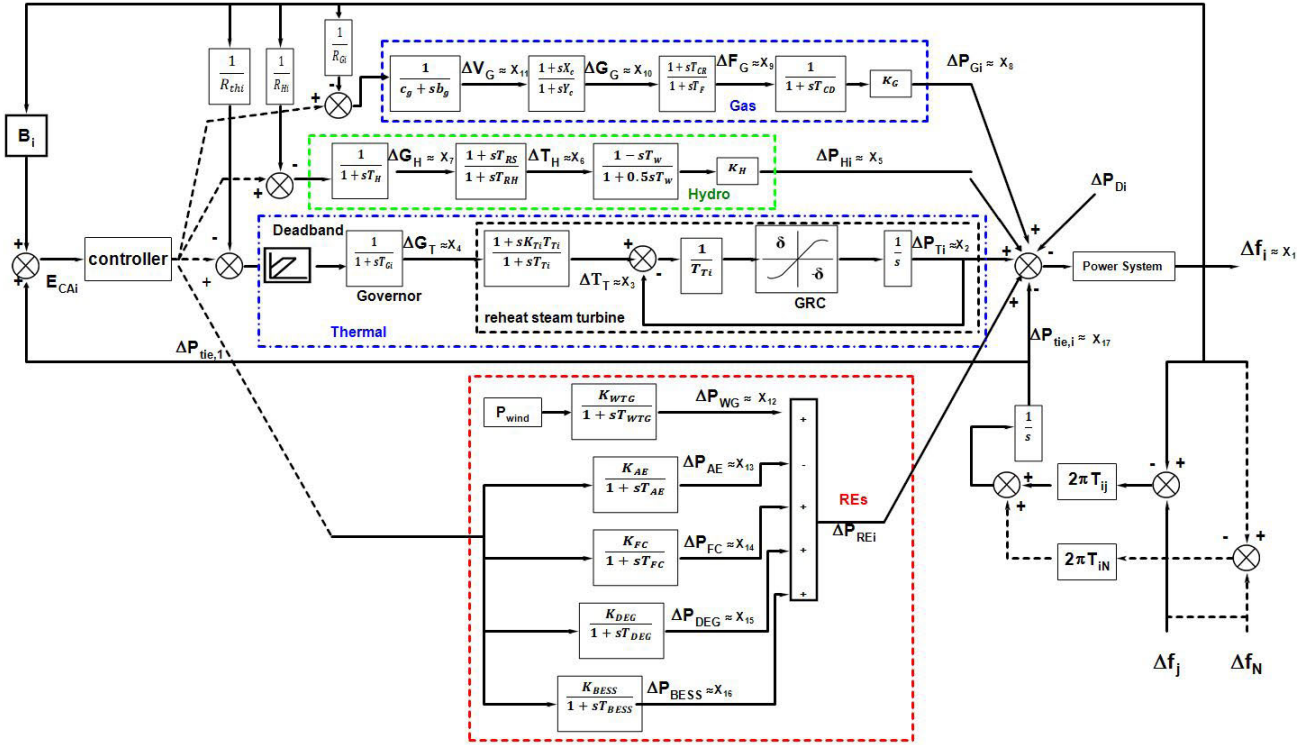 1/R_thi
1/R_Hi
1/R_Gi
1/(c_g + sb_g)
ΔV_G ≈ x_11
(1 + sX_c)/(1 + sY_c)
ΔG_G ≈ x_10
(1 + sT_CR)/(1 + sT_F)
ΔF_G ≈ x_9
1/(1 + sT_CD)
K_G
Gas
ΔP_Gi ≈ x_8
+
-
B_i
1/(1 + sT_H)
ΔG_H ≈ x_7
(1 + sT_RS)/(1 + sT_RH)
ΔT_H ≈ x_6
(1 - sT_w)/(1 + 0.5sT_w)
K_H
Hydro
ΔP_Hi ≈ x_5
ΔP_Di
-
+
+
+
E_CAi
controller
-
+
Deadband
1/(1 + sT_Gi)
Governor
ΔG_T ≈ x_4
Thermal
(1 + sK_Ti T_Ti)/(1 + sT_Ti)
ΔT_T ≈ x_3
+
-
1/T_Ti
δ
-δ
GRC
1/s
ΔP_Ti ≈ x_2
reheat steam turbine
+
+
-
-
+
Power System
Δf_i ≈ x_1
ΔP_tie,1
ΔP_tie,i ≈ x_17
P_wind
K_WTG/(1 + sT_WTG)
ΔP_WG ≈ x_12
+
K_AE/(1 + sT_AE)
ΔP_AE ≈ x_13
-
K_FC/(1 + sT_FC)
ΔP_FC ≈ x_14
+
K_DEG/(1 + sT_DEG)
ΔP_DEG ≈ x_15
+
K_BESS/(1 + sT_BESS)
ΔP_BESS ≈ x_16
+
REs
ΔP_REi
1/s
+
+
2π T_ij
-
+
2π T_iN
-
+
Δf_j
Δf_N